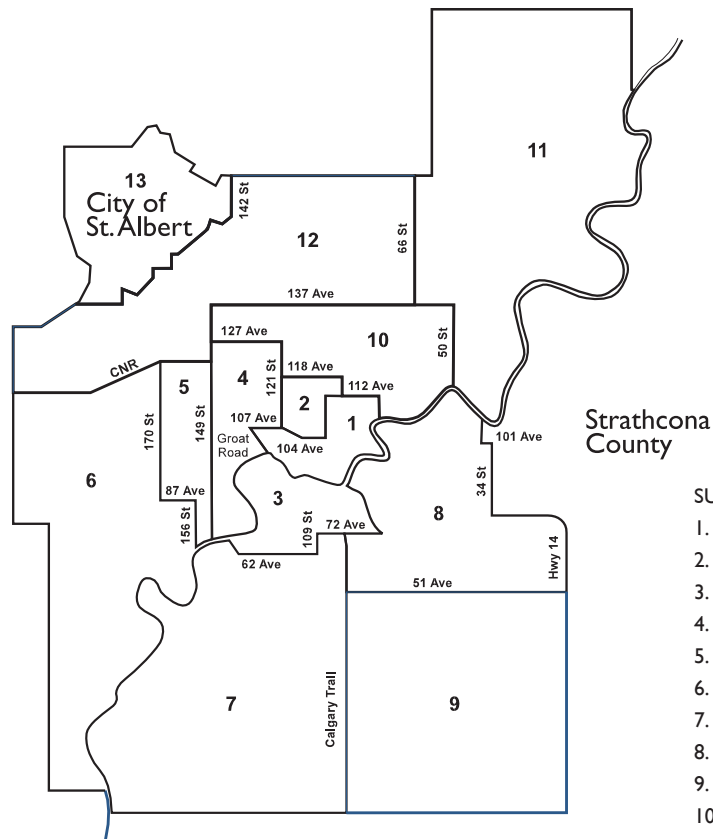 11
13
City of
St. Albert
142 St
12
66 St
137 Ave
127 Ave
10
50 St
CNR
118 Ave
121 St
4
5
112 Ave
2
170 St
149 St
107 Ave
1
Groat
Road
104 Ave
Strathcona
County
101 Ave
6
34 St
87 Ave
3
SU
156 St
109 St
72 Ave
8
1.
2.
Hwy 14
62 Ave
3.
51 Ave
4.
5.
6.
7
Calgary Trail
9
7.
8.
9.
10